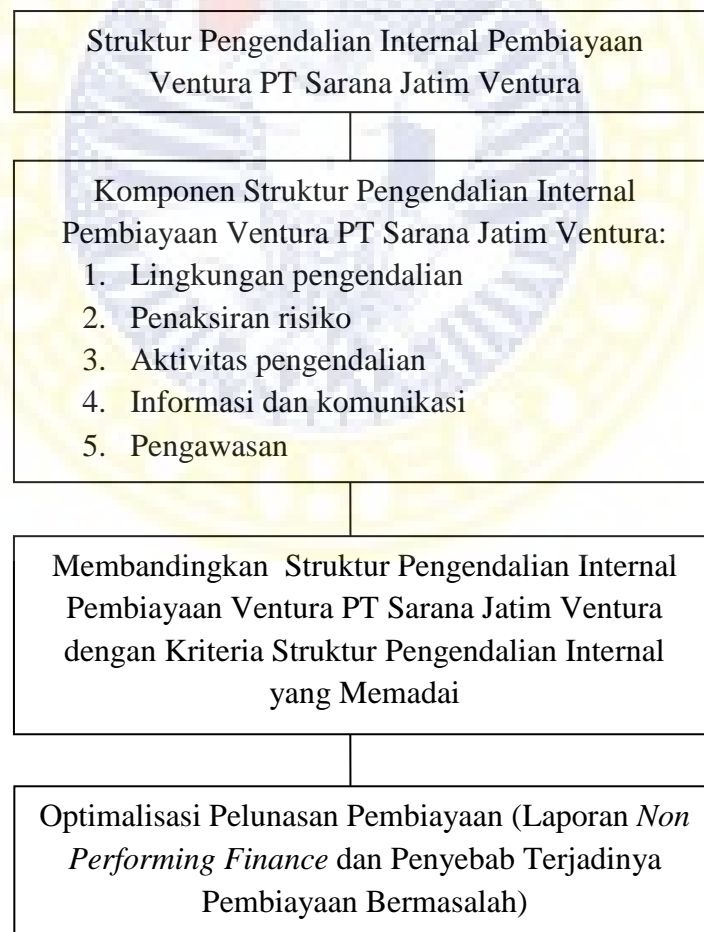 Struktur Pengendalian Internal Pembiayaan
Ventura PT Sarana Jatim Ventura
Komponen Struktur Pengendalian Internal
Pembiayaan Ventura PT Sarana Jatim Ventura:
1. Lingkungan pengendalian
2. Penaksiran risiko
3. Aktivitas pengendalian
4. Informasi dan komunikasi
5. Pengawasan
Membandingkan Struktur Pengendalian Internal
Pembiayaan Ventura PT Sarana Jatim Ventura
dengan Kriteria Struktur Pengendalian Internal
yang Memadai
Optimalisasi Pelunasan Pembiayaan (Laporan Non
Performing Finance dan Penyebab Terjadinya
Pembiayaan Bermasalah)